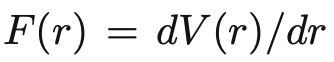 F(r) = dV(r)/dr